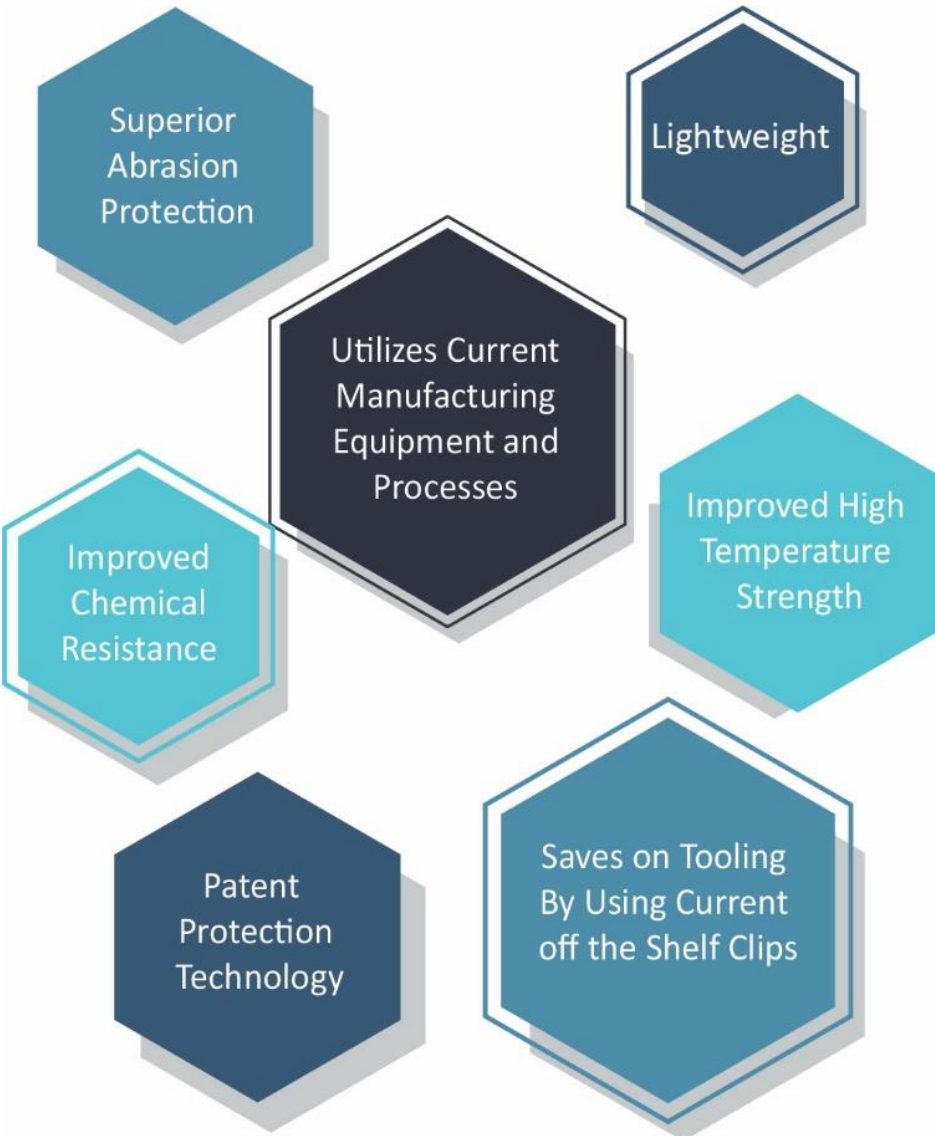 Superior
Abrasion
Protection
Lightweight
Utilizes Current
Manufacturing
Equipment and
Processes
Improved High
Temperature
Strength
Improved
Chemical
Resistance
Patent
Protection
Technology
Saves on Tooling
By Using Current
off the Shelf Clips